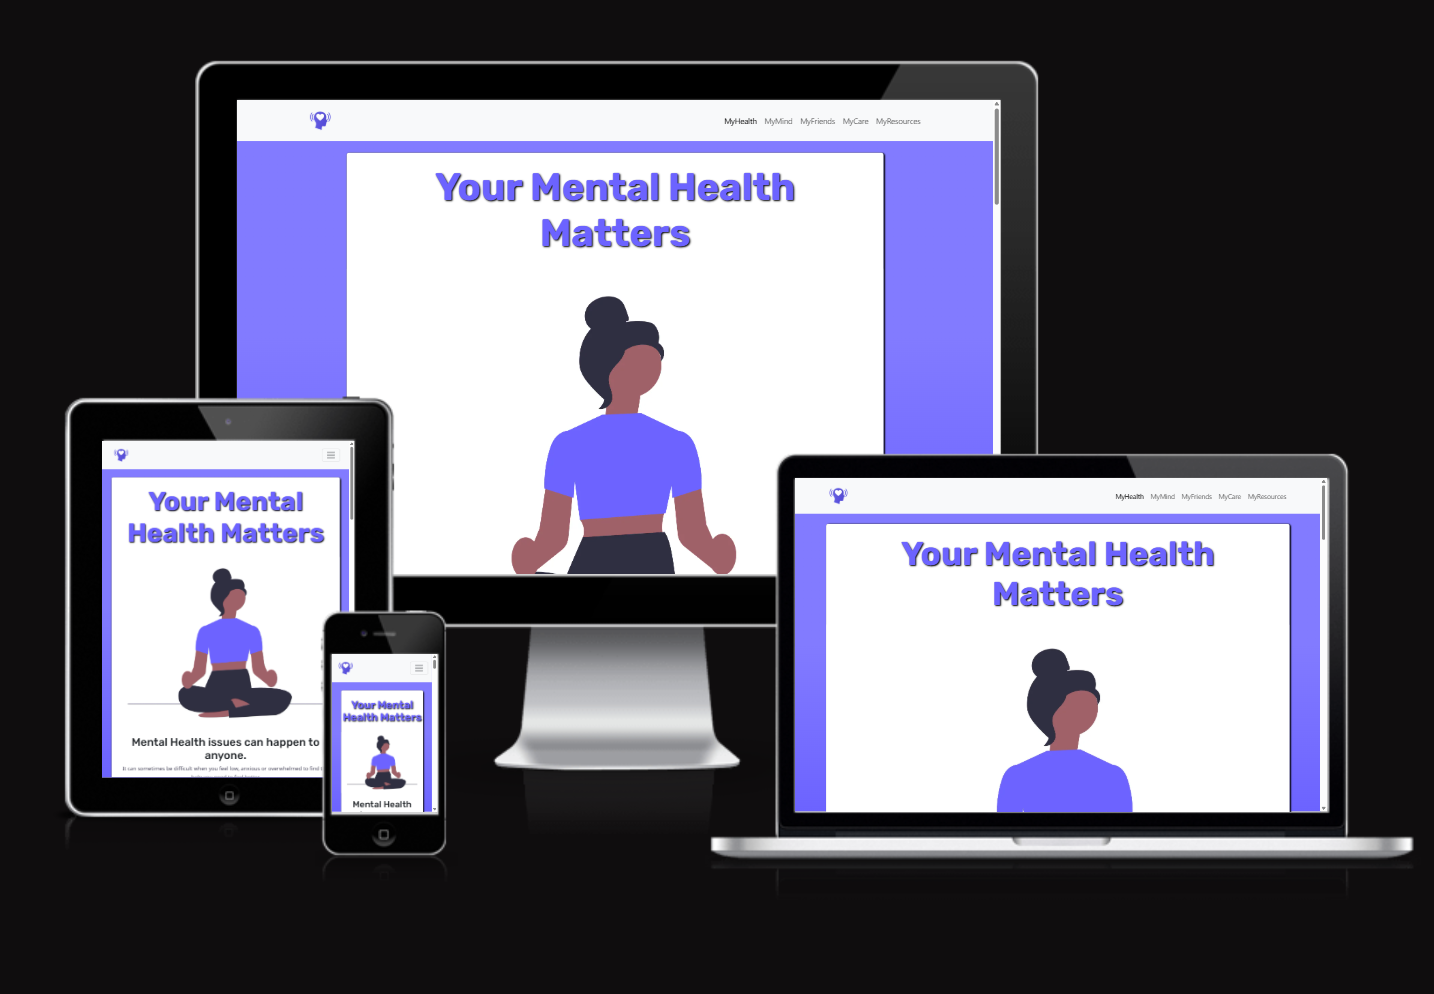 MyHealth MyMind MyFriends MyCare MyResources
Your Mental Health
Matters
Your Mental
Health Matters
Mental Health issues can happen to
anyone.
It can sometimes be difficult when you feel low, anxious or overwhelmed to find
Your Mental
Health Matters
Mental Health
MyHealth MyMind MyFriends MyCare MyResources
Your Mental Health
Matters